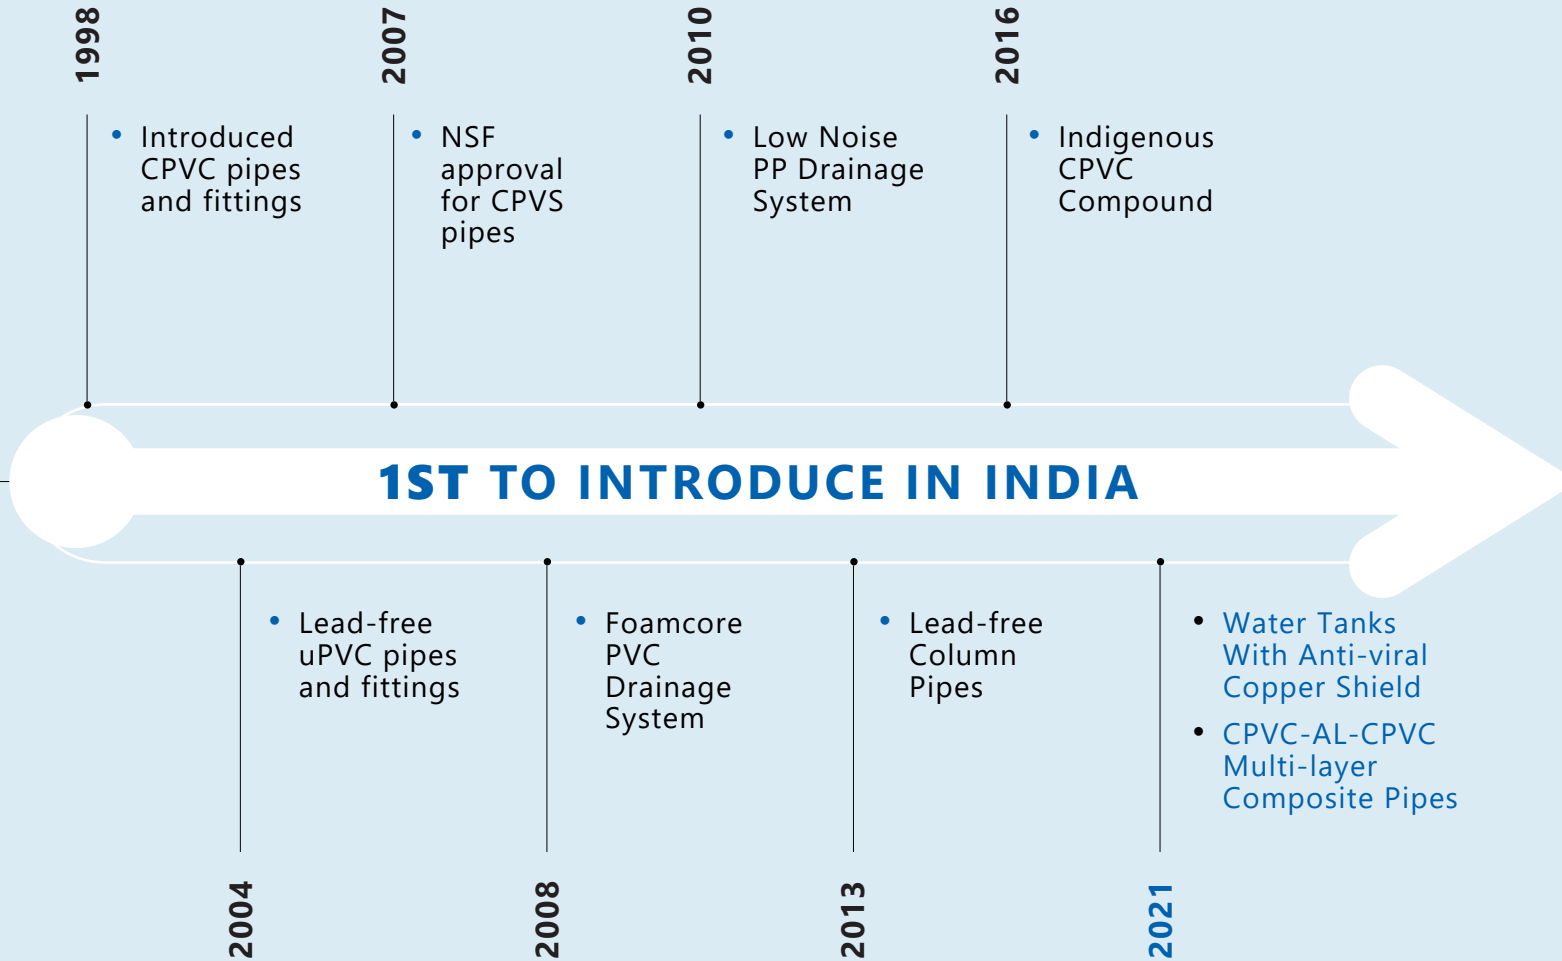 1998
Introduced
CPVC pipes
and fittings
2007
NSF
approval
for CPVS
pipes
2010
Low Noise
PP Drainage
System
2016
Indigenous
CPVC
Compound
1ST TO INTRODUCE IN INDIA
Lead-free
uPVC pipes
and fittings
2004
Foamcore
PVC
Drainage
System
2008
Lead-free
Column
Pipes
2013
Water Tanks
With Anti-viral
Copper Shield
CPVC-AL-CPVC
Multi-layer
Composite Pipes
2021